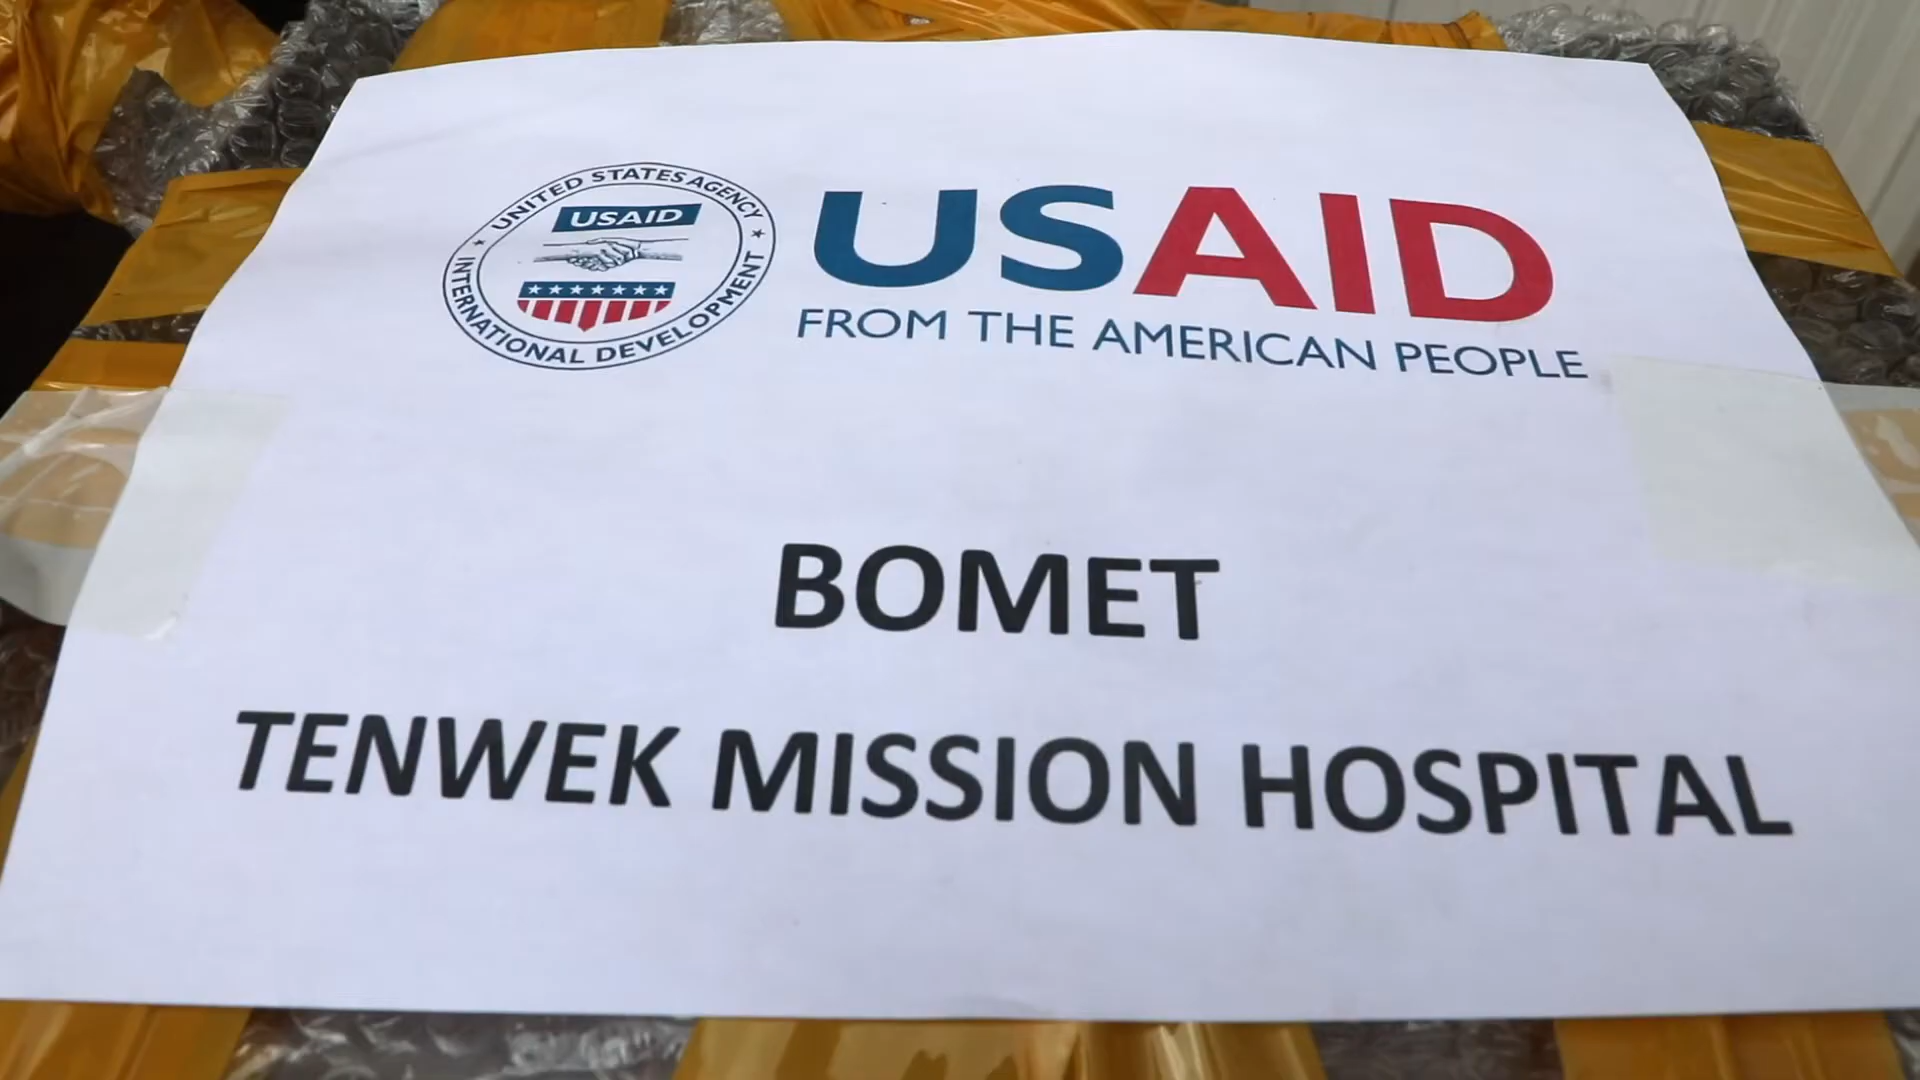 UNITED STATES AGENCY
USAID
INTERNATIONAL DEVELOPMENT
USAID
FROM THE AMERICAN PEOPLE
BOMET
TENWEK MISSION HOSPITAL